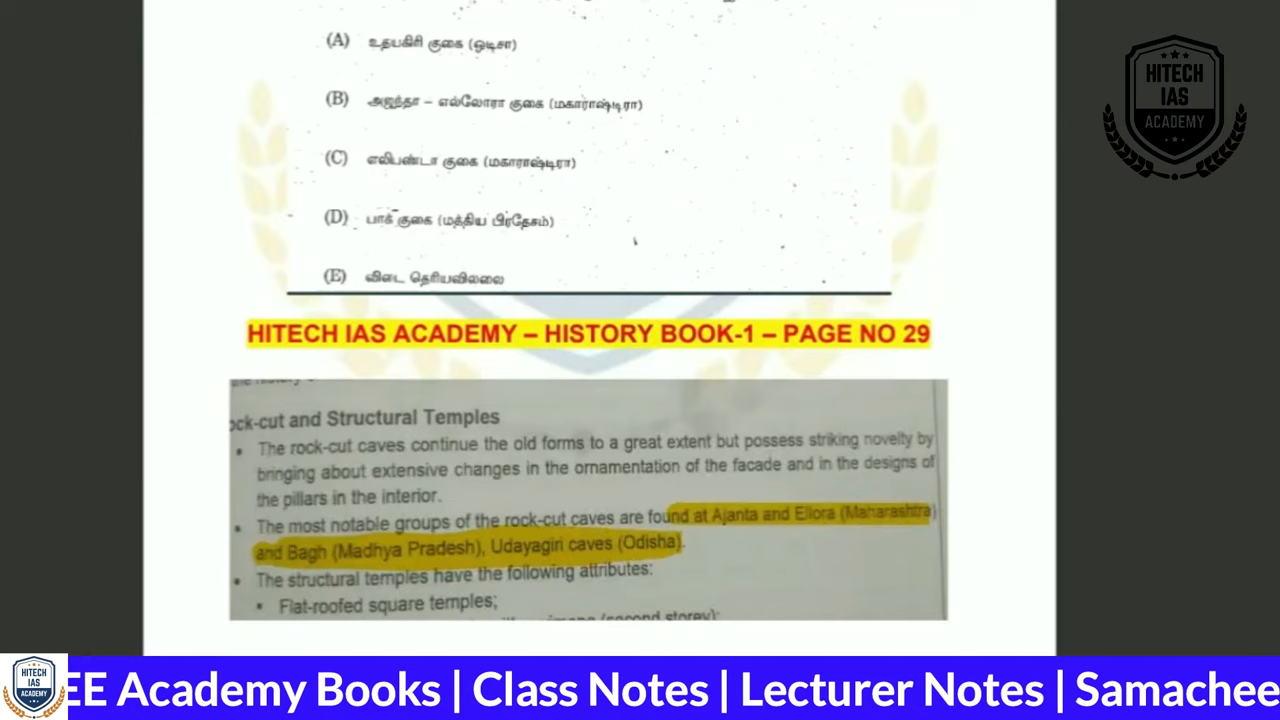 (A) உதயகிரி குகை (ஒடிசா)
HITECH
IAS
ACADEMY
(B) அஜந்தா – எல்லோரா குகை (மகாராஷ்டிரா)
(C) எலிபண்டா குகை (மகாராஷ்டிரா)
(D) பாக் குகை (மத்திய பிரதேசம்)
(E) விடை தெரியவில்லை
HITECH IAS ACADEMY – HISTORY BOOK-1 – PAGE NO 29
ock-cut and Structural Temples
• The rock-cut caves continue the old forms to a great extent but possess striking novelty by
bringing about extensive changes in the ornamentation of the facade and in the designs of
the pillars in the interior.
• The most notable groups of the rock-cut caves are found at Ajanta and Ellora (Maharashtra)
and Bagh (Madhya Pradesh), Udayagiri caves (Odisha).
• The structural temples have the following attributes:
▪ Flat-roofed square temples;
(second storey);
HITECH
IAS
ACADEMY
EE Academy Books | Class Notes | Lecturer Notes | Samachee